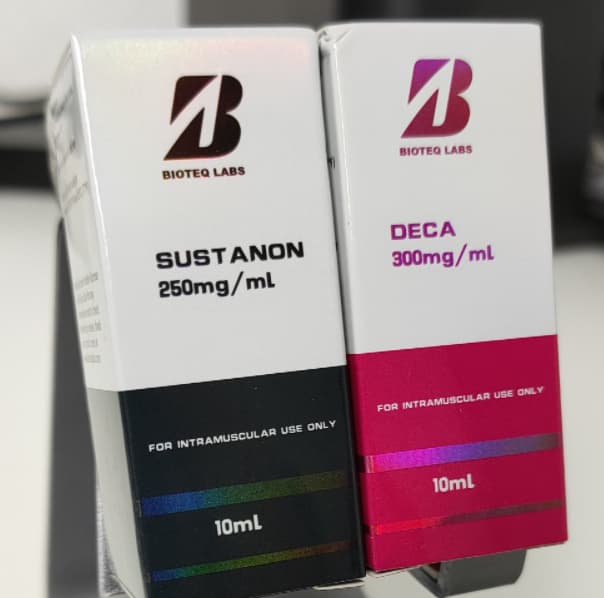 BIOTEQ LABS
SUSTANON
250mg/mL
FOR INTRAMUSCULAR USE ONLY
10mL
BIOTEQ LABS
DECA
300mg/mL
FOR INTRAMUSCULAR USE ONLY
10mL